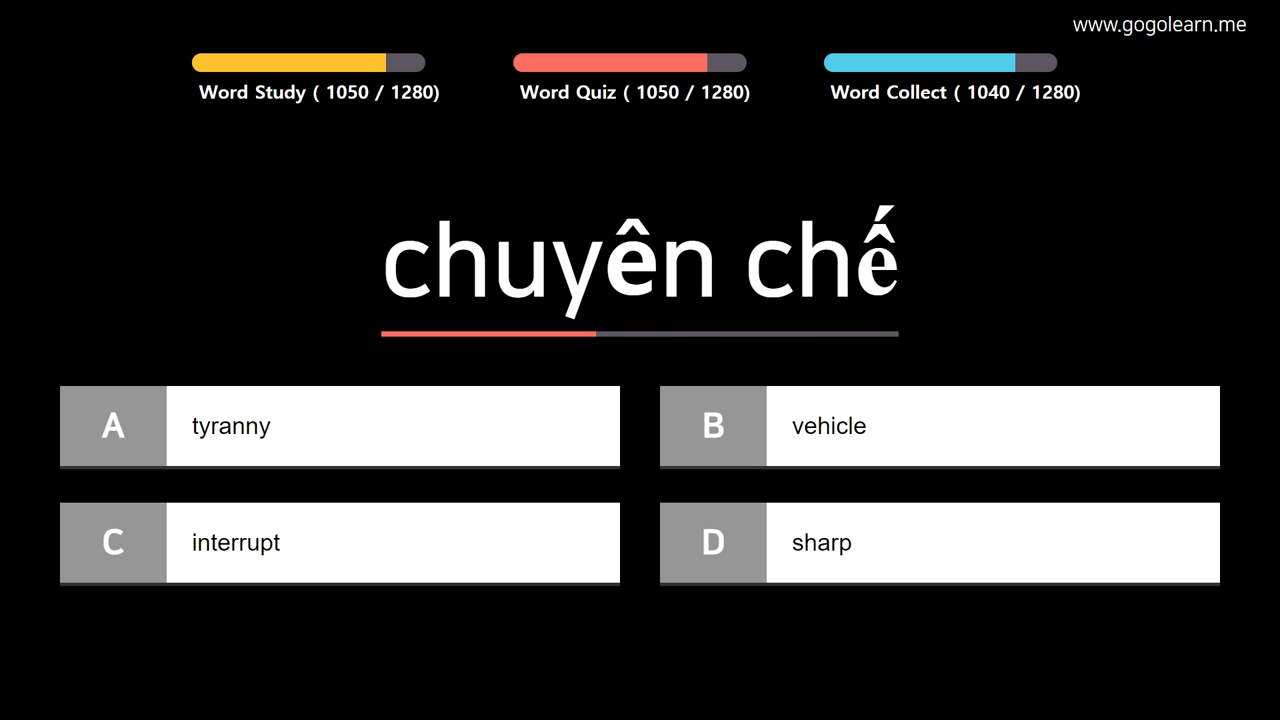 www.gogolearn.me
Word Study ( 1050 / 1280)
Word Quiz ( 1050 / 1280)
Word Collect ( 1040 / 1280)
chuyên chế
A tyranny
B vehicle
C interrupt
D sharp